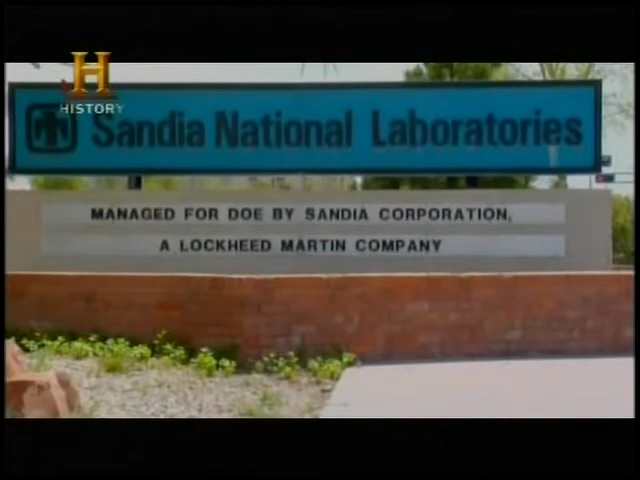 H
HISTORY
Sandia National Laboratories
MANAGED FOR DOE BY SANDIA CORPORATION,
A LOCKHEED MARTIN COMPANY